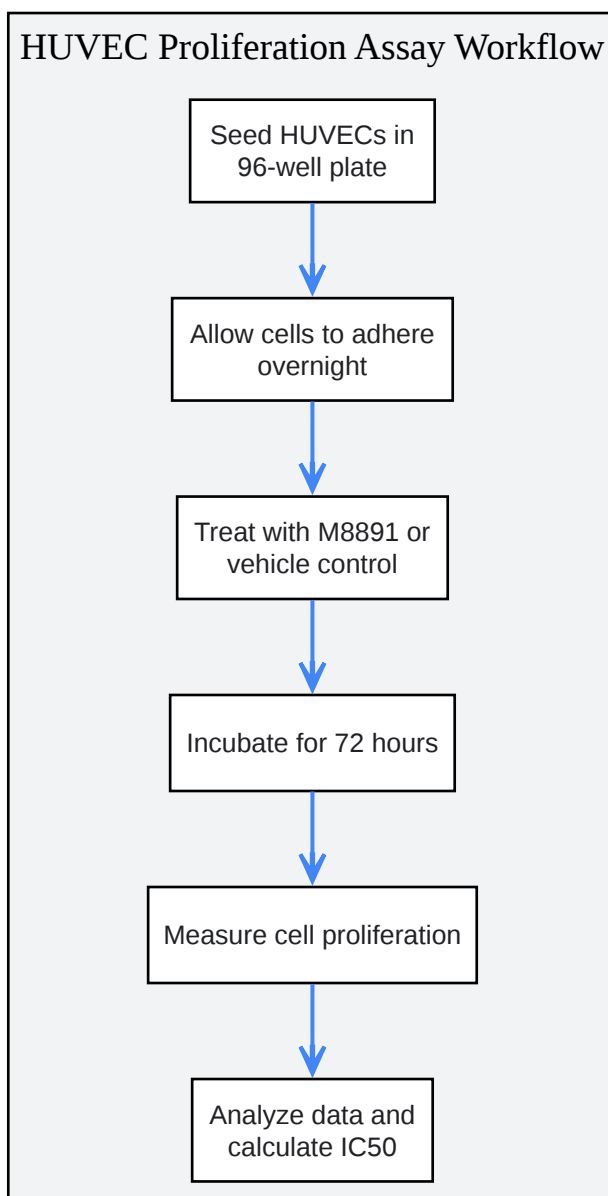 HUVEC Proliferation Assay Workflow
Seed HUVECs in
96-well plate
Allow cells to adhere
overnight
Treat with M8891 or
vehicle control
Incubate for 72 hours
Measure cell proliferation
Analyze data and
calculate IC50